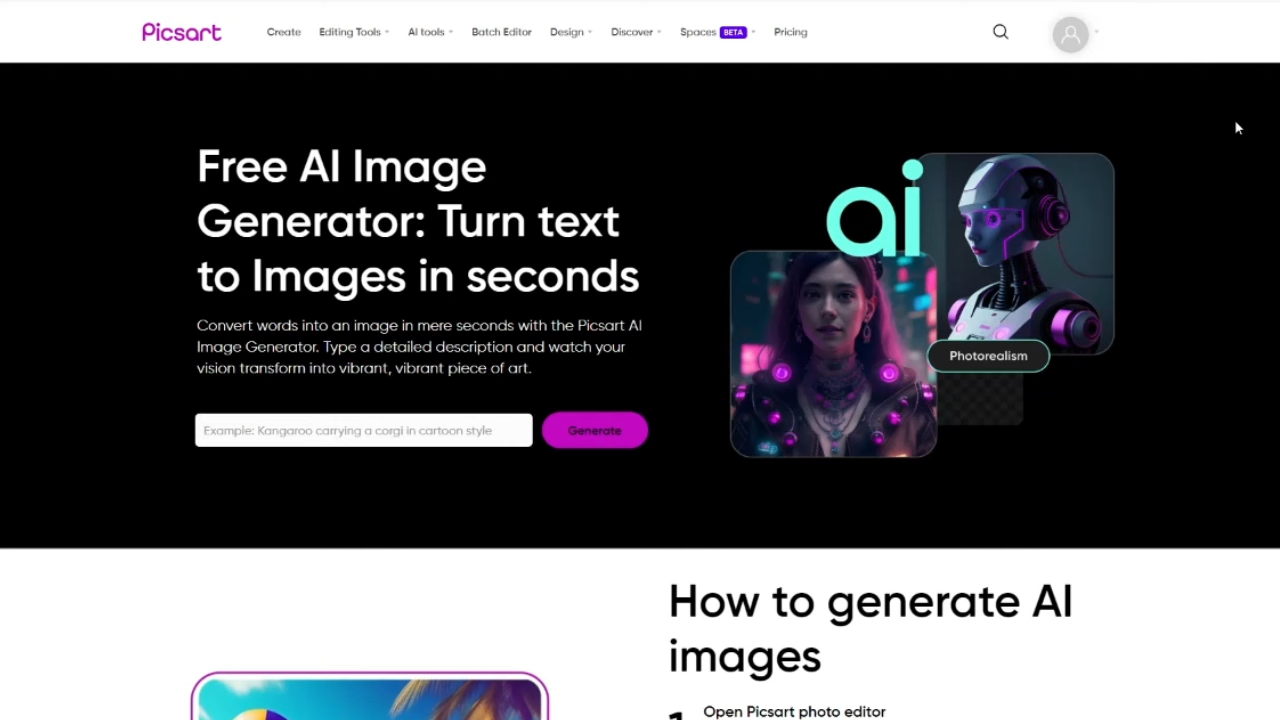 Picsart
Create Editing Tools AI tools Batch Editor Design Discover Spaces BETA Pricing
Free AI Image
Generator: Turn text
to Images in seconds
Convert words into an image in mere seconds with the Picsart AI
Image Generator. Type a detailed description and watch your
vision transform into vibrant, vibrant piece of art.
Example: Kangaroo carrying a corgi in cartoon style
Generate
ai
Photorealism
How to generate AI
images
1 Open Picsart photo editor